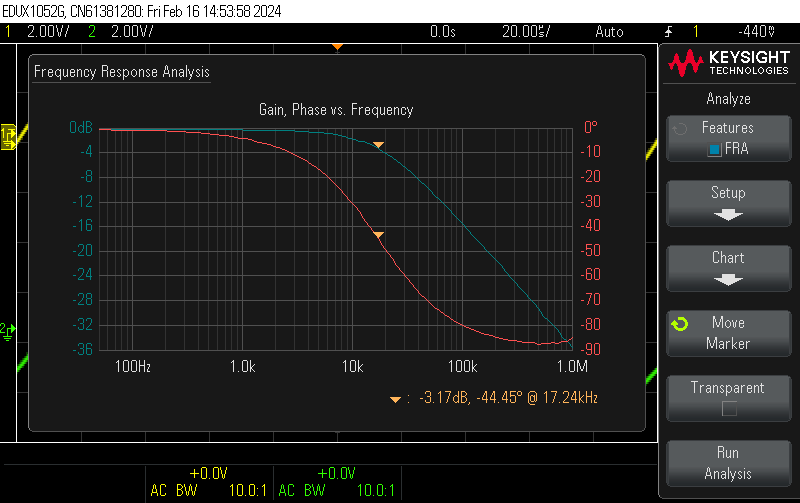 EDUX1052G, CN61381280: Fri Feb 16 14:53:58 2024
1 2.00V/ 2 2.00V/ 0.0s 20.00㎲/ Auto 1 -440㎷
Frequency Response Analysis
Gain, Phase vs. Frequency
0dB
-4
-8
-12
-16
-20
-24
-28
-32
-36
0°
-10
-20
-30
-40
-50
-60
-70
-80
-90
100Hz 1.0k 10k 100k 1.0M
: -3.17dB, -44.45° @ 17.24kHz
KEYSIGHT
TECHNOLOGIES
Analyze
Features
FRA
Setup
Chart
Move
Marker
Transparent
Run
Analysis
2
+0.0V +0.0V
AC BW 10.0:1 AC BW 10.0:1